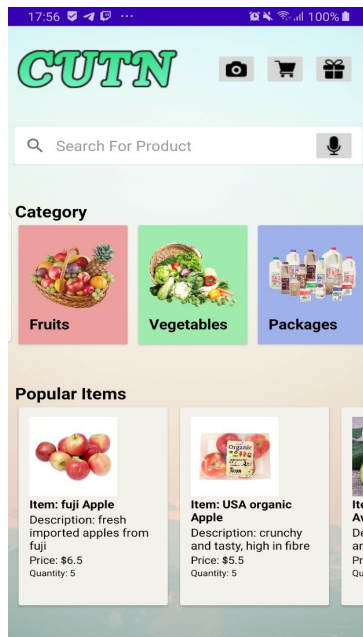 17:56 ... 100%
CUTN
Search For Product
Category
Fruits
Vegetables
Packages
Popular Items
Item: fuji Apple
Description: fresh
imported apples from
fuji
Price: $6.5
Quantity: 5
Organic
Item: USA organic
Apple
Description: crunchy
and tasty, high in fibre
Price: $5.5
Quantity: 5